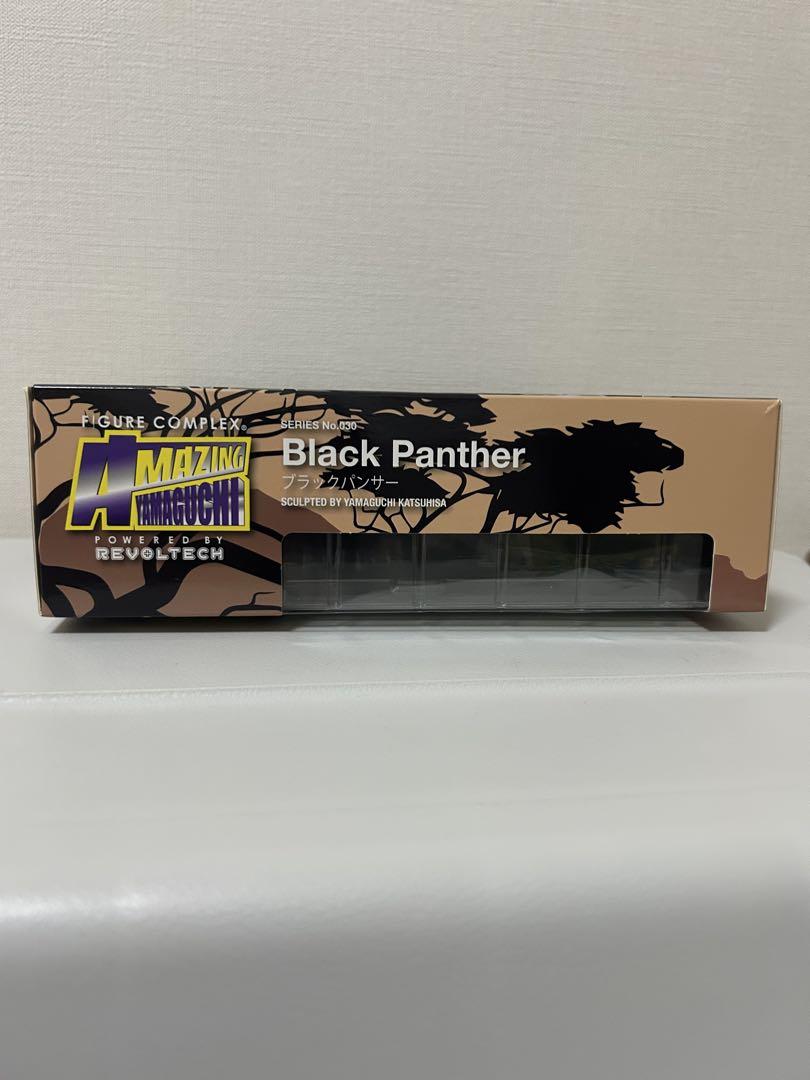 FIGURE COMPLEX®
AMAZING
YAMAGUCHI
POWERED BY
REVOLTECH
SERIES No.030
Black Panther
ブラックパンサー
SCULPTED BY YAMAGUCHI KATSUHISA